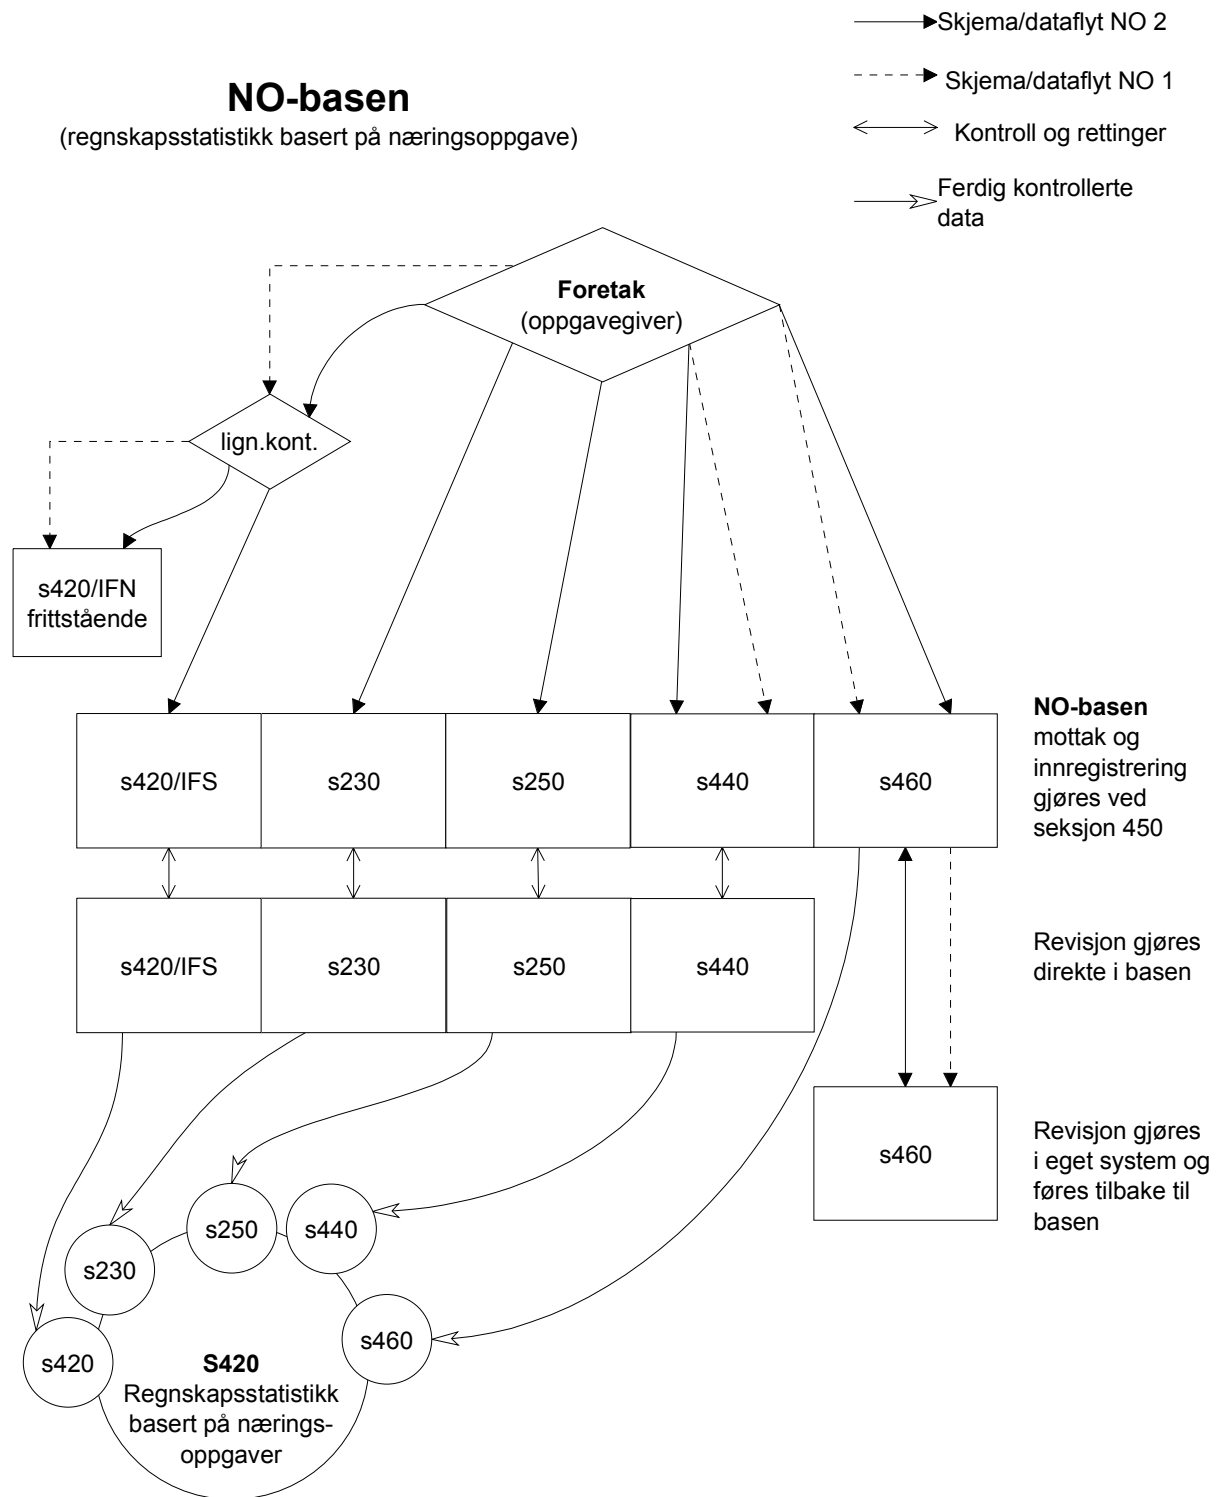 Skjema/dataflyt NO 2
Skjema/dataflyt NO 1
Kontroll og rettinger
Ferdig kontrollerte
data
NO-basen
(regnskapsstatistikk basert på næringsoppgave)
Foretak
(oppgavegiver)
lign.kont.
s420/IFN
frittstående
s420/IFS
s230
s250
s440
s460
NO-basen
mottak og
innregistrering
gjøres ved
seksjon 450
s420/IFS
s230
s250
s440
Revisjon gjøres
direkte i basen
s460
Revisjon gjøres
i eget system og
føres tilbake til
basen
s250
s440
s230
s460
s420
S420
Regnskapsstatistikk
basert på nærings-
oppgaver